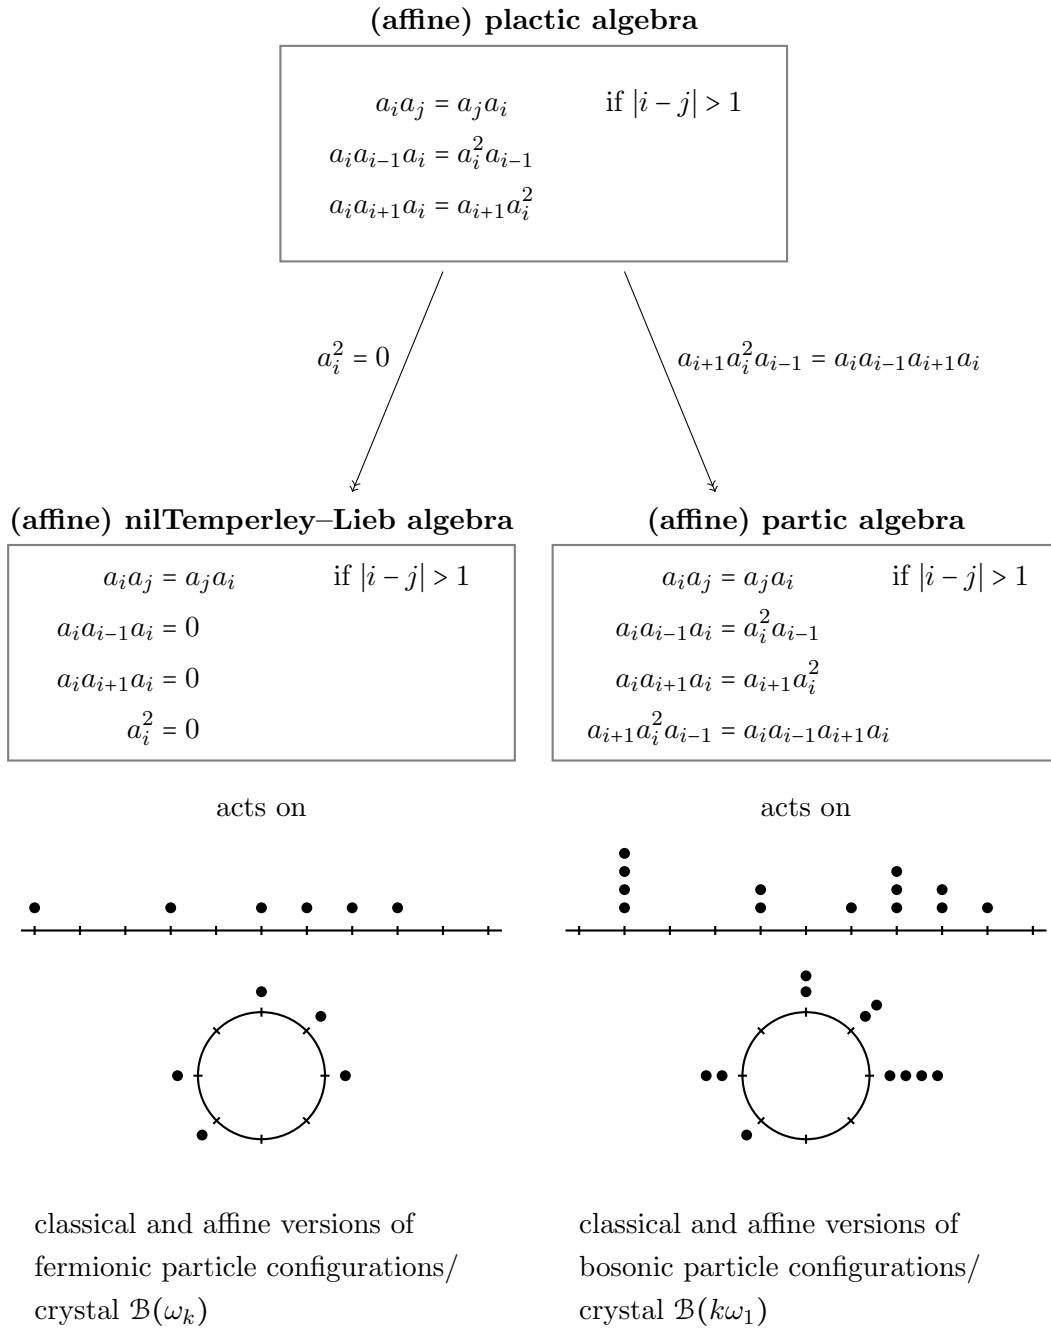 (affine) plactic algebra
a_i a_j = a_j a_i if |i − j| > 1
a_i a_{i−1} a_i = a_i^2 a_{i−1}
a_i a_{i+1} a_i = a_{i+1} a_i^2
a_i^2 = 0
a_{i+1} a_i^2 a_{i−1} = a_i a_{i−1} a_{i+1} a_i
(affine) nilTemperley–Lieb algebra
a_i a_j = a_j a_i if |i − j| > 1
a_i a_{i−1} a_i = 0
a_i a_{i+1} a_i = 0
a_i^2 = 0
acts on
classical and affine versions of
fermionic particle configurations/
crystal ℬ(ω_k)
(affine) partic algebra
a_i a_j = a_j a_i if |i − j| > 1
a_i a_{i−1} a_i = a_i^2 a_{i−1}
a_i a_{i+1} a_i = a_{i+1} a_i^2
a_{i+1} a_i^2 a_{i−1} = a_i a_{i−1} a_{i+1} a_i
acts on
classical and affine versions of
bosonic particle configurations/
crystal ℬ(kω_1)